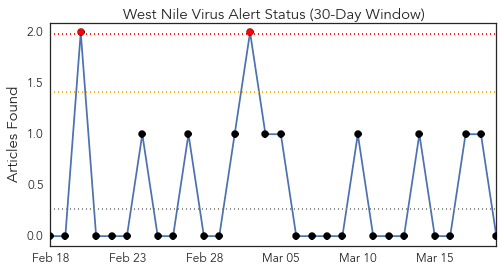 West Nile Virus Alert Status (30-Day Window)
Articles Found
2.0
1.5
1.0
0.5
0.0
Feb 18 Feb 23 Feb 28 Mar 05 Mar 10 Mar 15